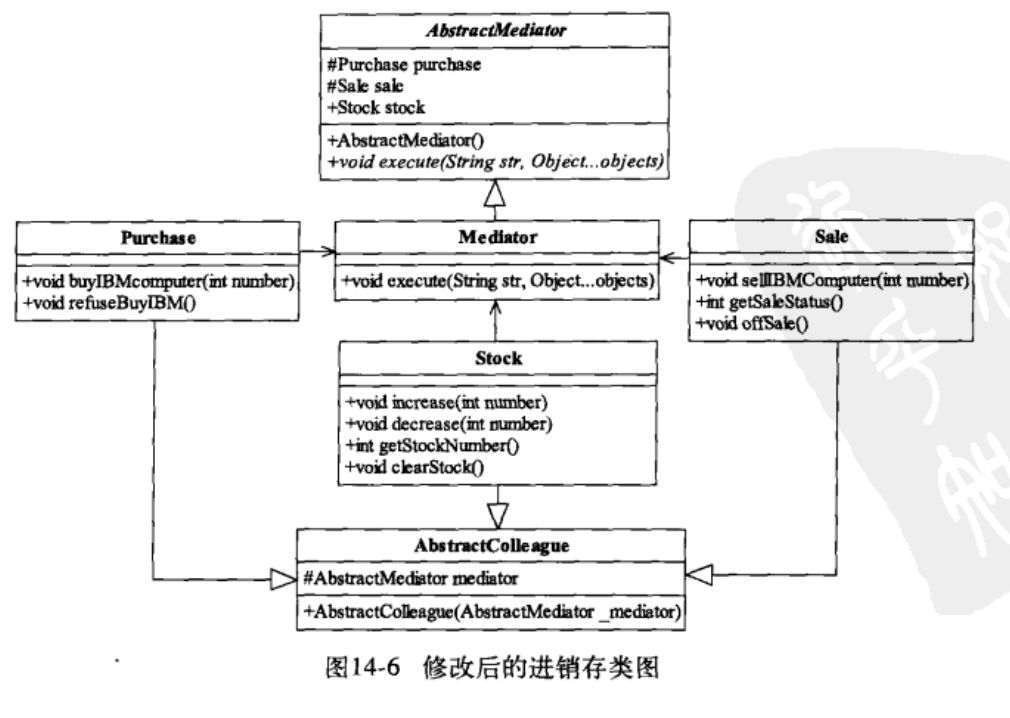 AbstractMediator
#Purchase purchase
#Sale sale
+Stock stock
+AbstractMediator()
+void execute(String str, Object...objects)
Purchase
+void buyIBMcomputer(int number)
+void refuseBuyIBM()
Mediator
+void execute(String str, Object...objects)
Sale
+void sellIBMComputer(int number)
+int getSaleStatus()
+void offSale()
Stock
+void increase(int number)
+void decrease(int number)
+int getStockNumber()
+void clearStock()
AbstractColleague
#AbstractMediator mediator
+AbstractColleague(AbstractMediator _mediator)
图14-6 修改后的进销存类图